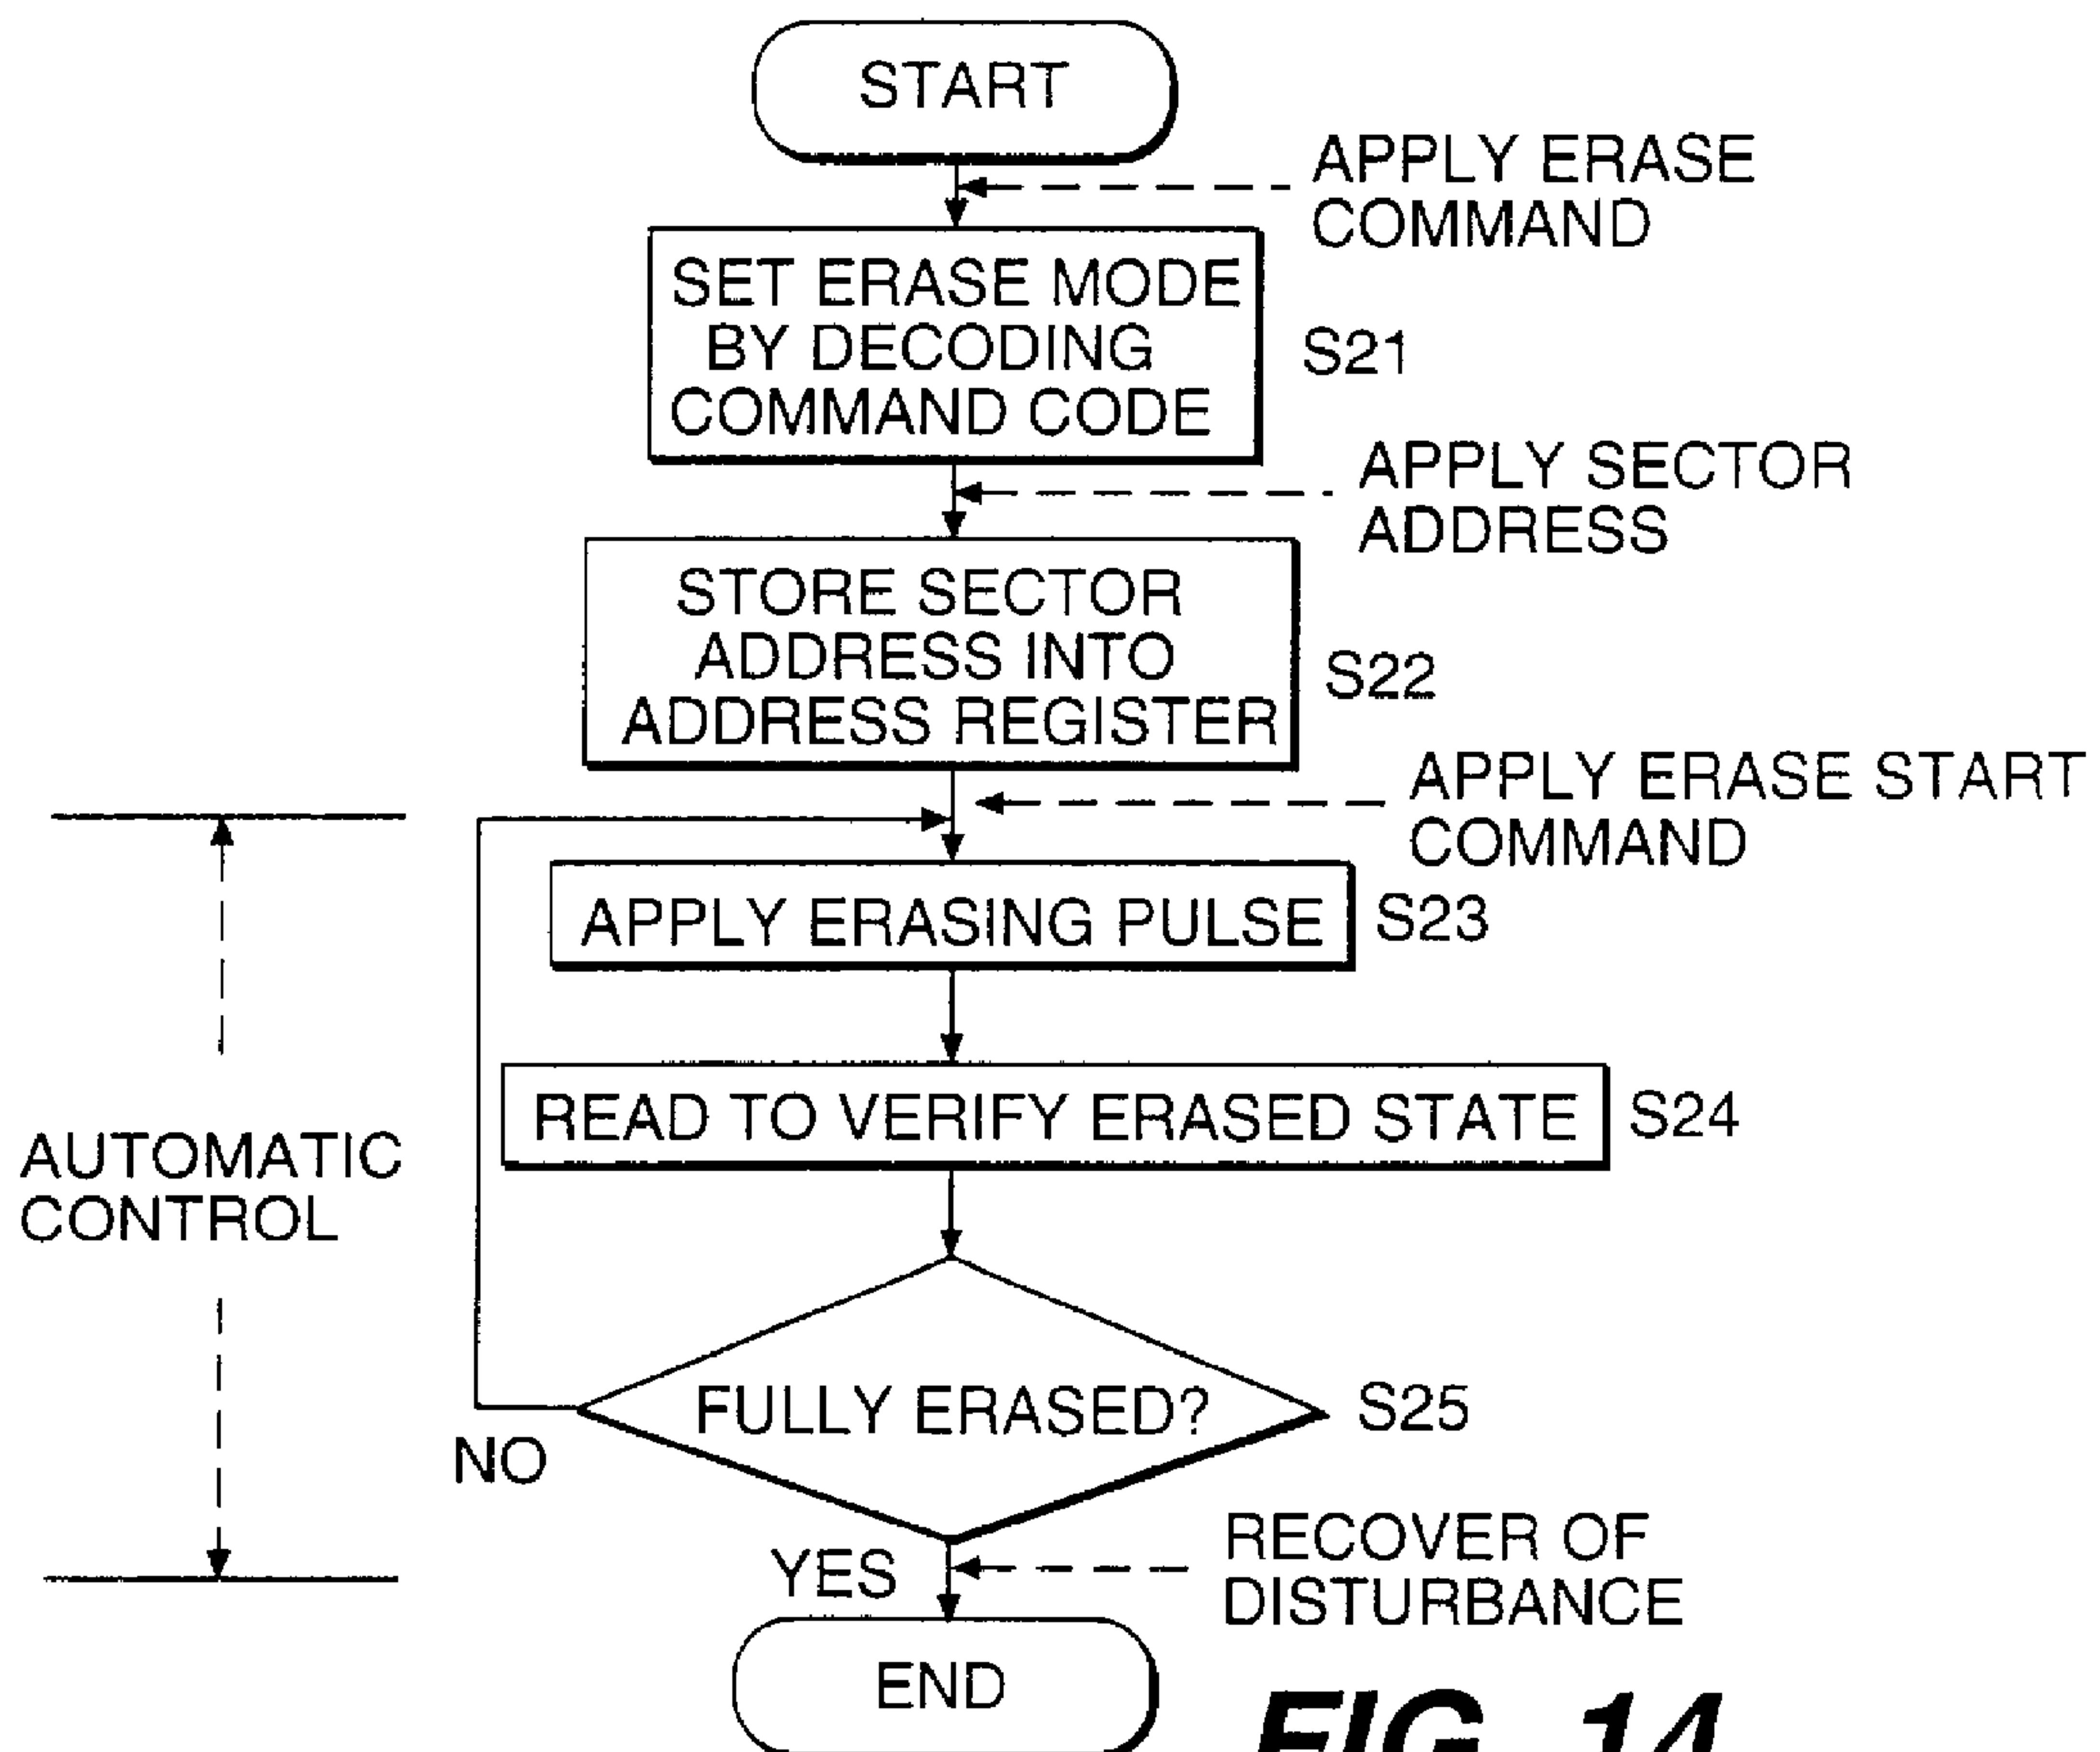 START
APPLY ERASE
COMMAND
SET ERASE MODE
BY DECODING
COMMAND CODE
S21
APPLY SECTOR
ADDRESS
STORE SECTOR
ADDRESS INTO
ADDRESS REGISTER
S22
APPLY ERASE START
COMMAND
APPLY ERASING PULSE
S23
READ TO VERIFY ERASED STATE
S24
AUTOMATIC
CONTROL
FULLY ERASED?
S25
NO
YES
RECOVER OF
DISTURBANCE
END
FIG. 14